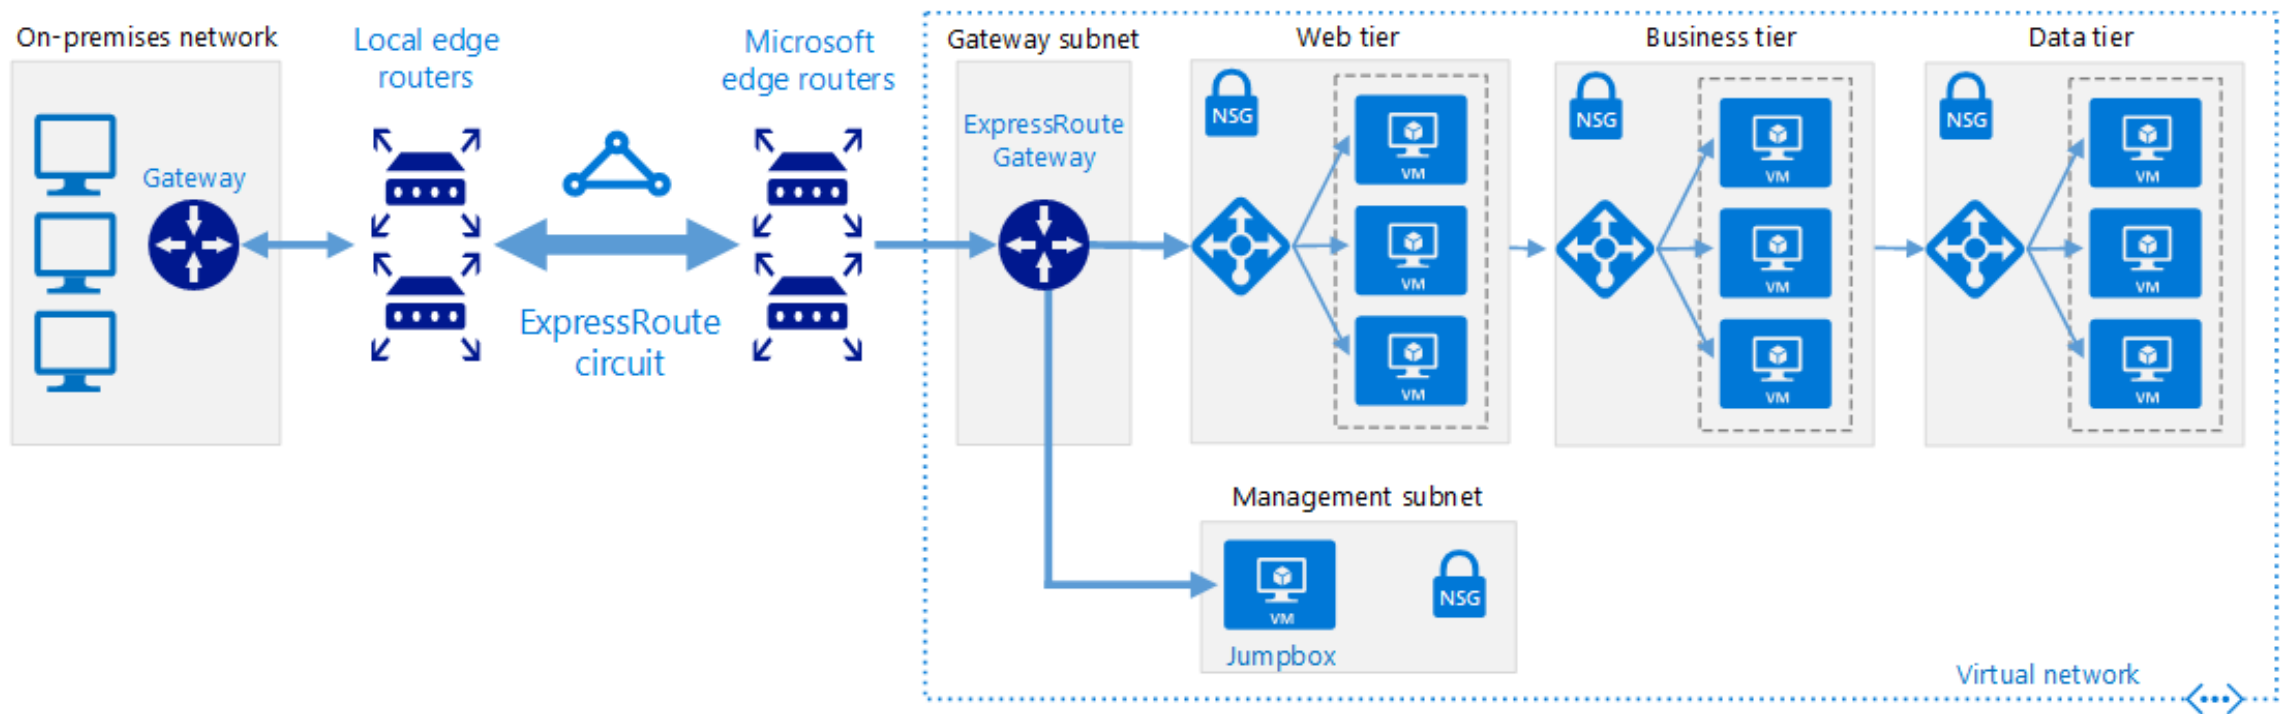 On-premises network
Gateway
Local edge
routers
ExpressRoute
circuit
Microsoft
edge routers
Gateway subnet
ExpressRoute
Gateway
Web tier
NSG
VM
VM
VM
Business tier
NSG
VM
VM
VM
Data tier
NSG
VM
VM
VM
Management subnet
VM
NSG
Jumpbox
Virtual network